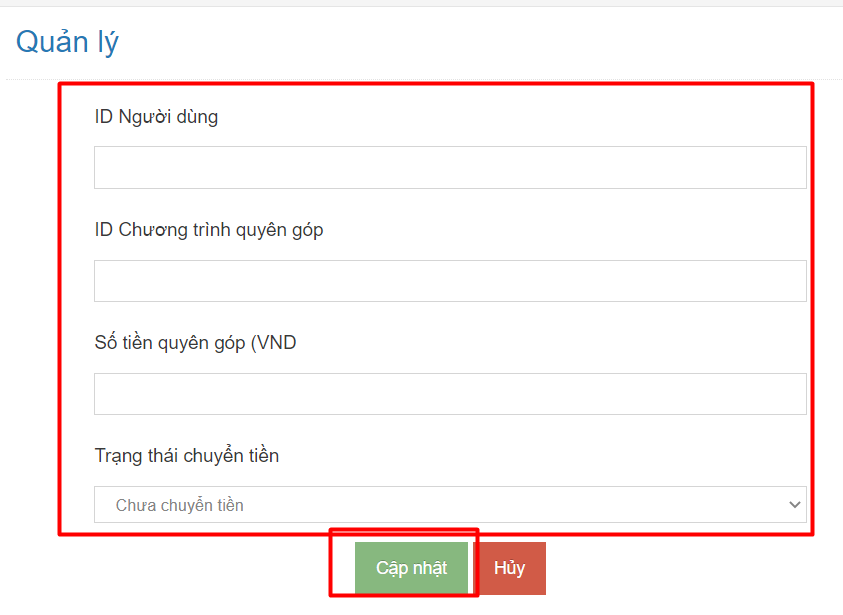 Quản lý
ID Người dùng
ID Chương trình quyên góp
Số tiền quyên góp (VND
Trạng thái chuyển tiền
Chưa chuyển tiền
Cập nhật Hủy